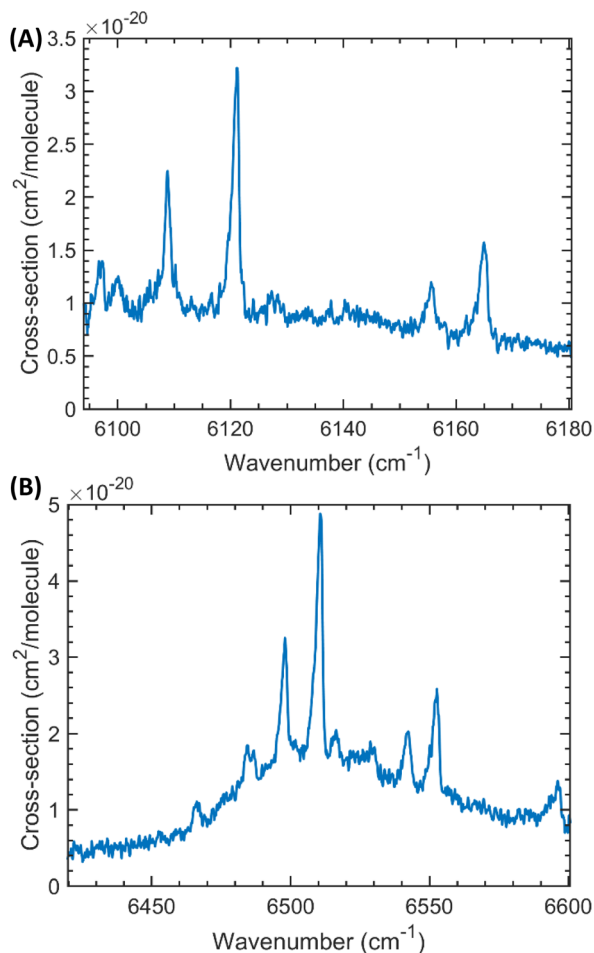 (A)
×10⁻²⁰
3.5
3
2.5
2
1.5
1
0.5
0
Cross-section (cm²/molecule)
6100 6120 6140 6160 6180
Wavenumber (cm⁻¹)
(B)
×10⁻²⁰
5
4
3
2
1
0
Cross-section (cm²/molecule)
6450 6500 6550 6600
Wavenumber (cm⁻¹)